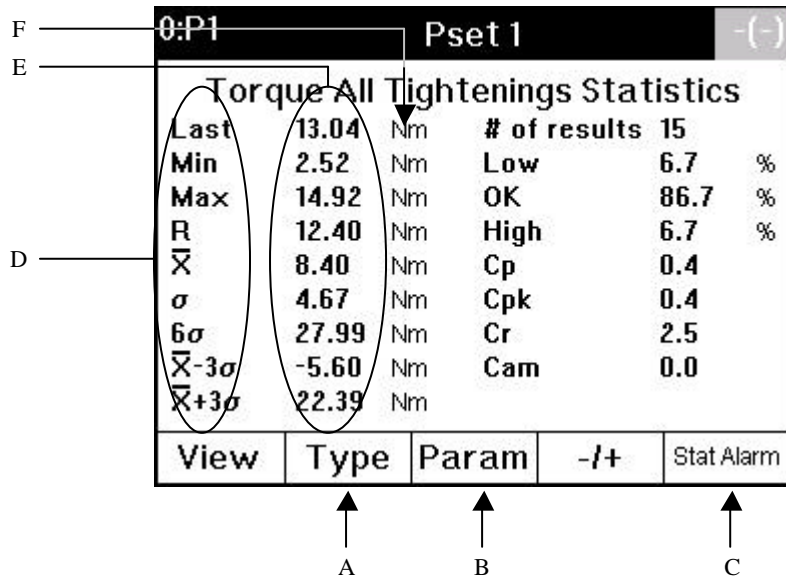 F
E
D
0:P1 Pset 1 -(-)
Torque All Tightenings Statistics
Last 13.04 Nm # of results 15
Min 2.52 Nm Low 6.7 %
Max 14.92 Nm OK 86.7 %
R 12.40 Nm High 6.7 %
X̅ 8.40 Nm Cp 0.4
σ 4.67 Nm Cpk 0.4
6σ 27.99 Nm Cr 2.5
X̅-3σ -5.60 Nm Cam 0.0
X̅+3σ 22.39 Nm
View Type Param -/+ Stat Alarm
A B C